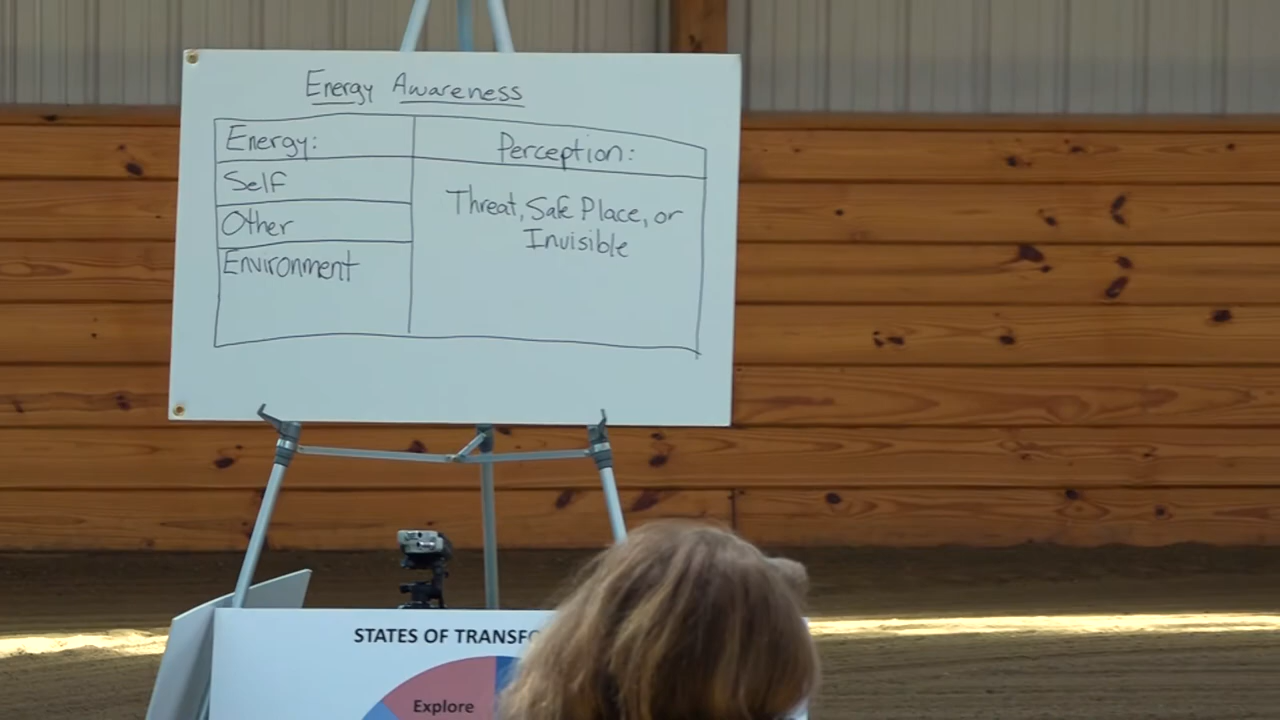 Energy Awareness
Energy:
Perception:
Self
Other
Environment
Threat, Safe Place, or
Invisible
STATES OF TRANSFO
Explore